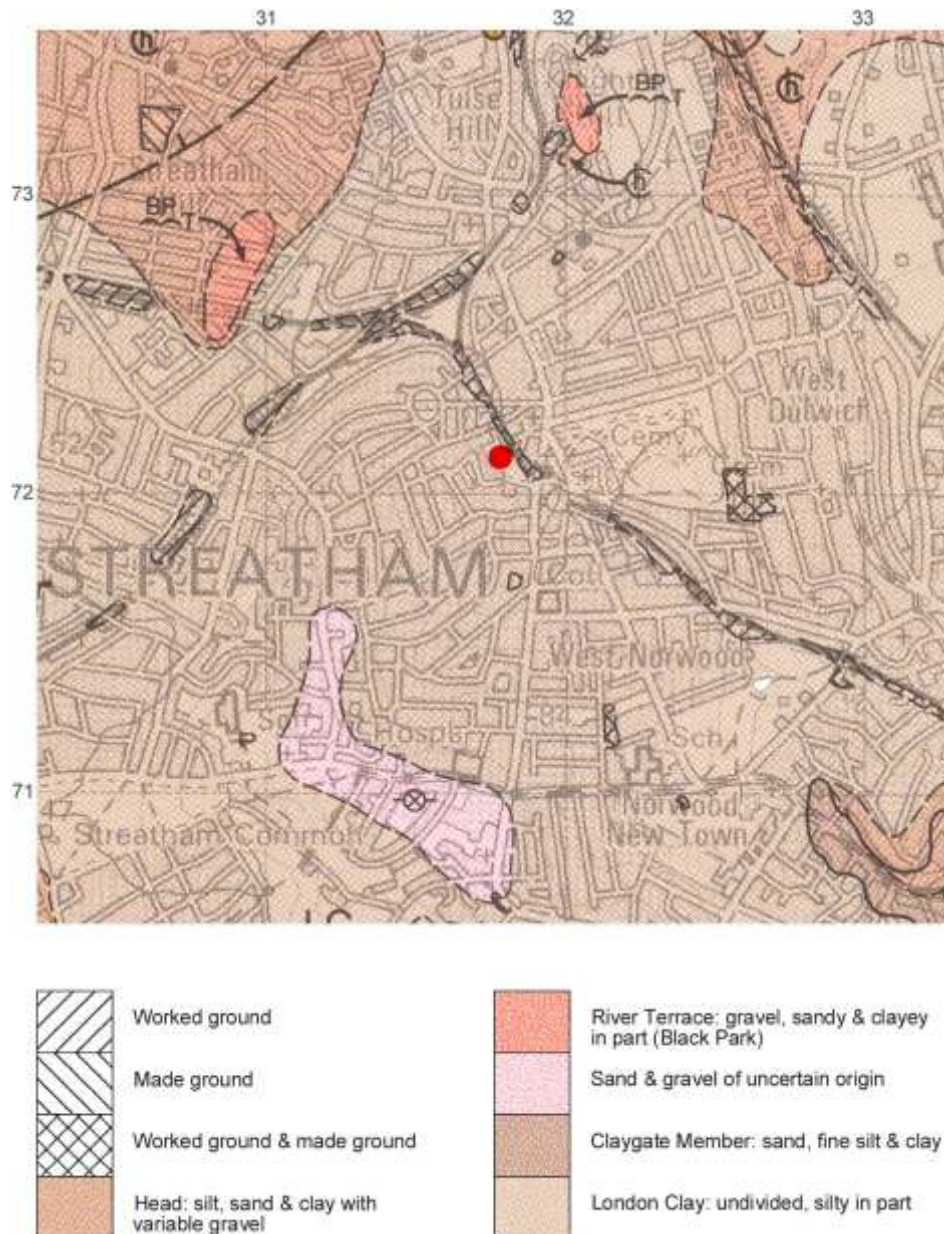 31 32 33
Tulse
Hill
BP T
73
Streatham
BP T
West
Dulwich
Cemy
72
STREATHAM
West Norwood
Hospl
Sch
71
Streatham Common
Norwood
New Town
Worked ground
Made ground
Worked ground & made ground
Head: silt, sand & clay with
variable gravel
River Terrace: gravel, sandy & clayey
in part (Black Park)
Sand & gravel of uncertain origin
Claygate Member: sand, fine silt & clay
London Clay: undivided, silty in part